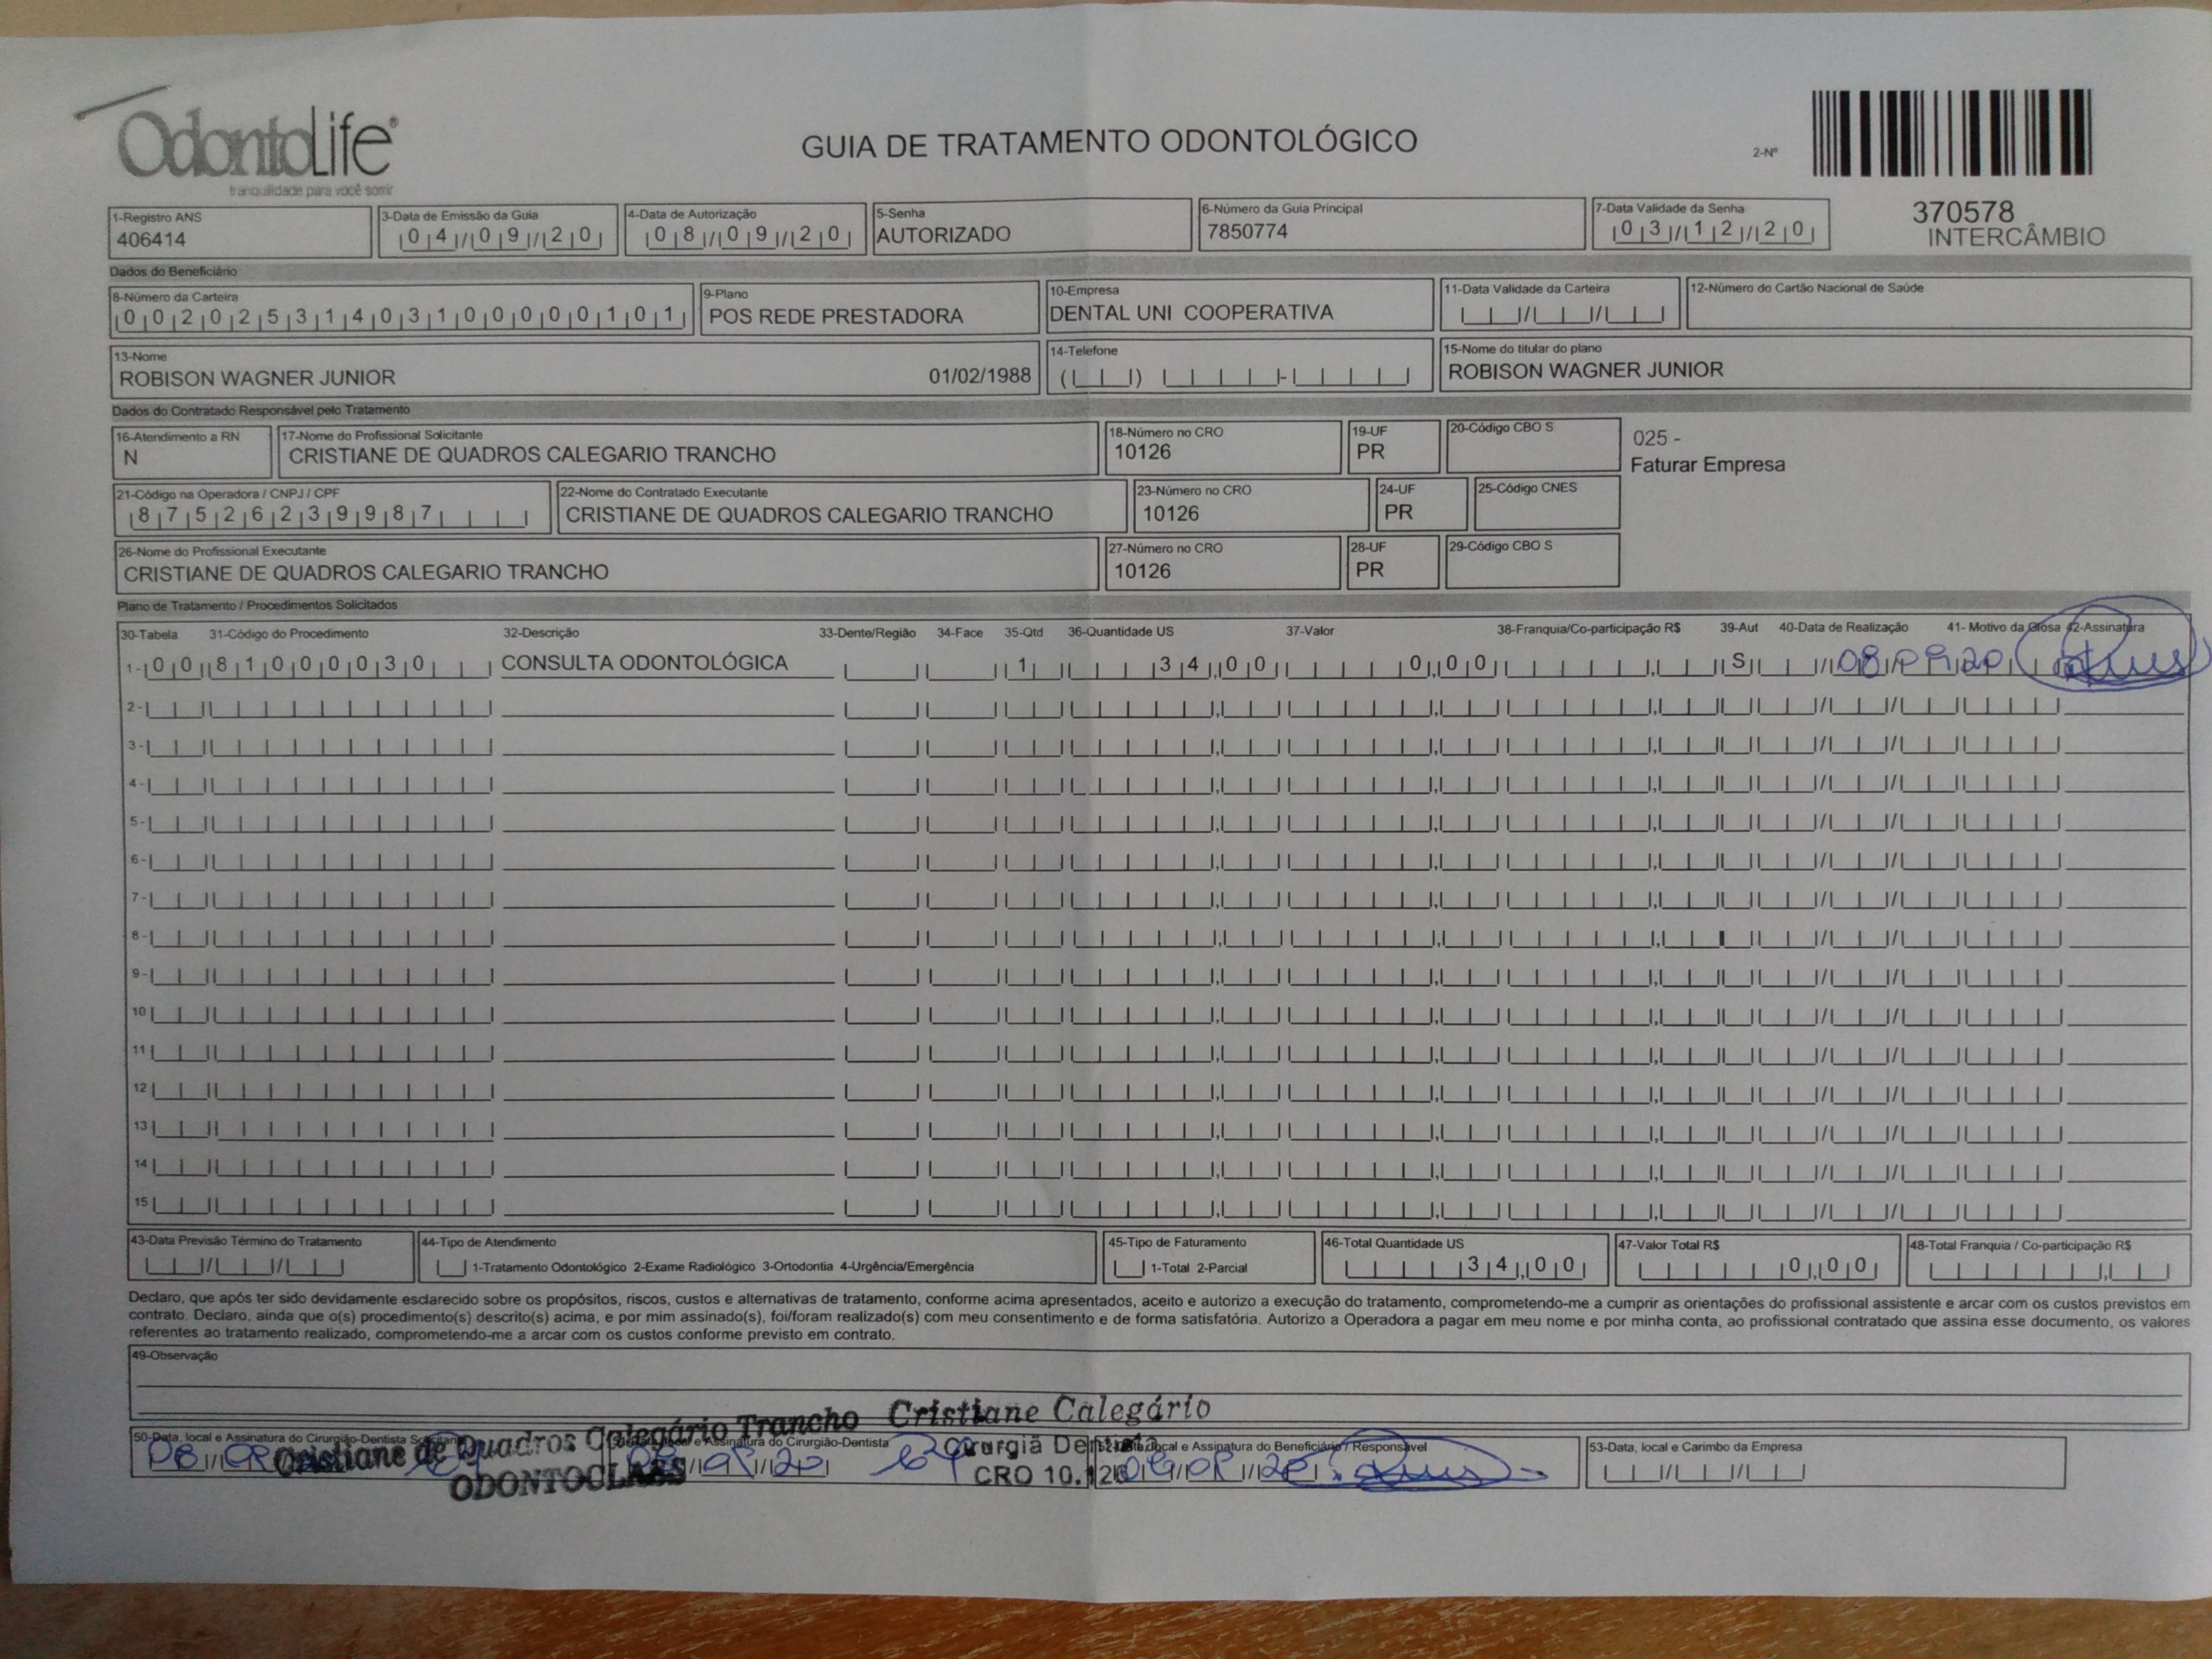 OdontoLife®
tranquilidade para você sorrir
GUIA DE TRATAMENTO ODONTOLÓGICO
2-Nº
370578
INTERCÂMBIO
1-Registro ANS
406414
3-Data de Emissão da Guia
04/09/20
4-Data de Autorização
08/09/20
5-Senha
AUTORIZADO
6-Número da Guia Principal
7850774
7-Data Validade da Senha
03/12/20
Dados do Beneficiário
8-Número da Carteira
00202531403100000101
9-Plano
POS REDE PRESTADORA
10-Empresa
DENTAL UNI COOPERATIVA
11-Data Validade da Carteira
12-Número do Cartão Nacional de Saúde
13-Nome
ROBISON WAGNER JUNIOR 01/02/1988
14-Telefone
15-Nome do titular do plano
ROBISON WAGNER JUNIOR
Dados do Contratado Responsável pelo Tratamento
16-Atendimento a RN
N
17-Nome do Profissional Solicitante
CRISTIANE DE QUADROS CALEGARIO TRANCHO
18-Número no CRO
10126
19-UF
PR
20-Código CBO S
025 -
Faturar Empresa
21-Código na Operadora / CNPJ / CPF
87526239987
22-Nome do Contratado Executante
CRISTIANE DE QUADROS CALEGARIO TRANCHO
23-Número no CRO
10126
24-UF
PR
25-Código CNES
26-Nome do Profissional Executante
CRISTIANE DE QUADROS CALEGARIO TRANCHO
27-Número no CRO
10126
28-UF
PR
29-Código CBO S
Plano de Tratamento / Procedimentos Solicitados
30-Tabela 31-Código do Procedimento 32-Descrição 33-Dente/Região 34-Face 35-Qtd 36-Quantidade US 37-Valor 38-Franquia/Co-participação R$ 39-Aut 40-Data de Realização 41- Motivo da Glosa 42-Assinatura
1- 00 81000030 CONSULTA ODONTOLÓGICA 1 34,00 0,00 S 08/09/20
2-
3-
4-
5-
6-
7-
8-
9-
10
11
12
13
14
15
43-Data Previsão Término do Tratamento
44-Tipo de Atendimento
1-Tratamento Odontológico 2-Exame Radiológico 3-Ortodontia 4-Urgência/Emergência
45-Tipo de Faturamento
1-Total 2-Parcial
46-Total Quantidade US
34,00
47-Valor Total R$
0,00
48-Total Franquia / Co-participação R$
Declaro, que após ter sido devidamente esclarecido sobre os propósitos, riscos, custos e alternativas de tratamento, conforme acima apresentados, aceito e autorizo a execução do tratamento, comprometendo-me a cumprir as orientações do profissional assistente e arcar com os custos previstos em
contrato. Declaro, ainda que o(s) procedimento(s) descrito(s) acima, e por mim assinado(s), foi/foram realizado(s) com meu consentimento e de forma satisfatória. Autorizo a Operadora a pagar em meu nome e por minha conta, ao profissional contratado que assina esse documento, os valores
referentes ao tratamento realizado, comprometendo-me a arcar com os custos conforme previsto em contrato.
49-Observação
Cristiane de Quadros Calegário Trancho
ODONTOCLASS
Cristiane Calegário
Cirurgiã Dentista
CRO 10.126
50-Data, local e Assinatura do Cirurgião-Dentista
e Assinatura do Cirurgião-Dentista
local e Assinatura do Beneficiário / Responsável
53-Data, local e Carimbo da Empresa